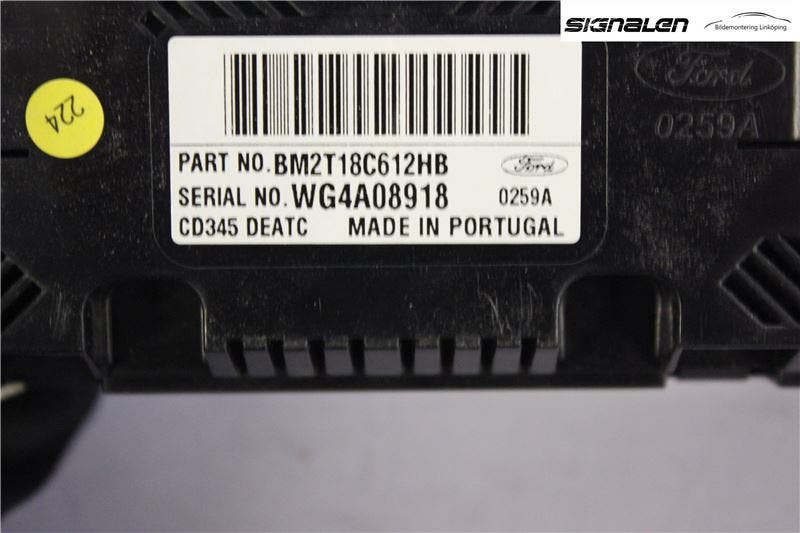 SIGNALEN
Bildemontering Linköping
Ford
0259A
224
PART NO. BM2T18C612HB
Ford
SERIAL NO. WG4A08918
0259A
CD345 DEATC MADE IN PORTUGAL